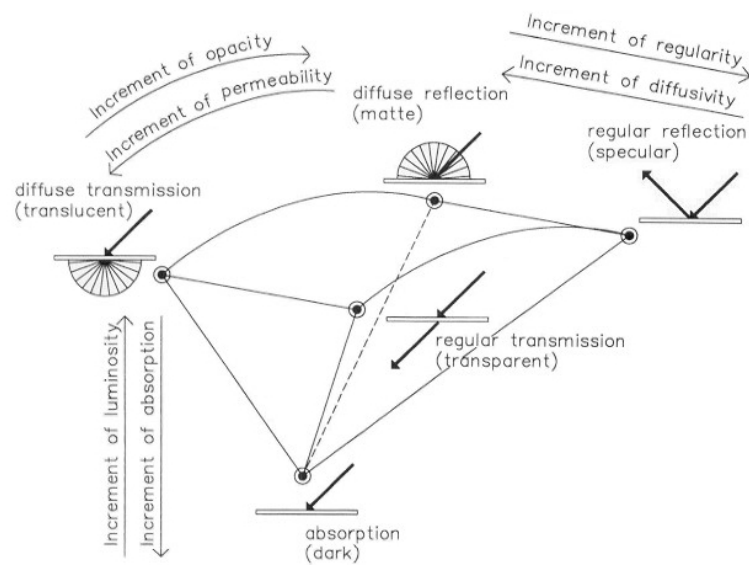 Increment of opacity
Increment of permeability
Increment of regularity
Increment of diffusivity
diffuse reflection
(matte)
regular reflection
(specular)
diffuse transmission
(translucent)
regular transmission
(transparent)
Increment of luminosity
Increment of absorption
absorption
(dark)